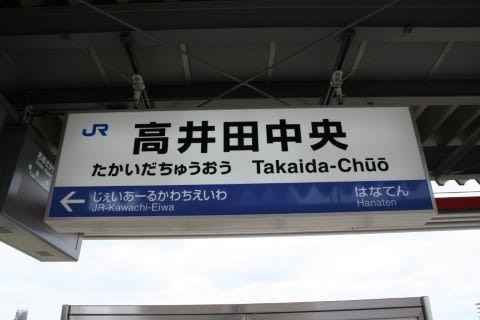 JR 高井田中央
たかいだちゅうおう Takaida-Chūō
← じぇいあーるかわちえいわ はなてん
JR-Kawachi-Eiwa Hanaten